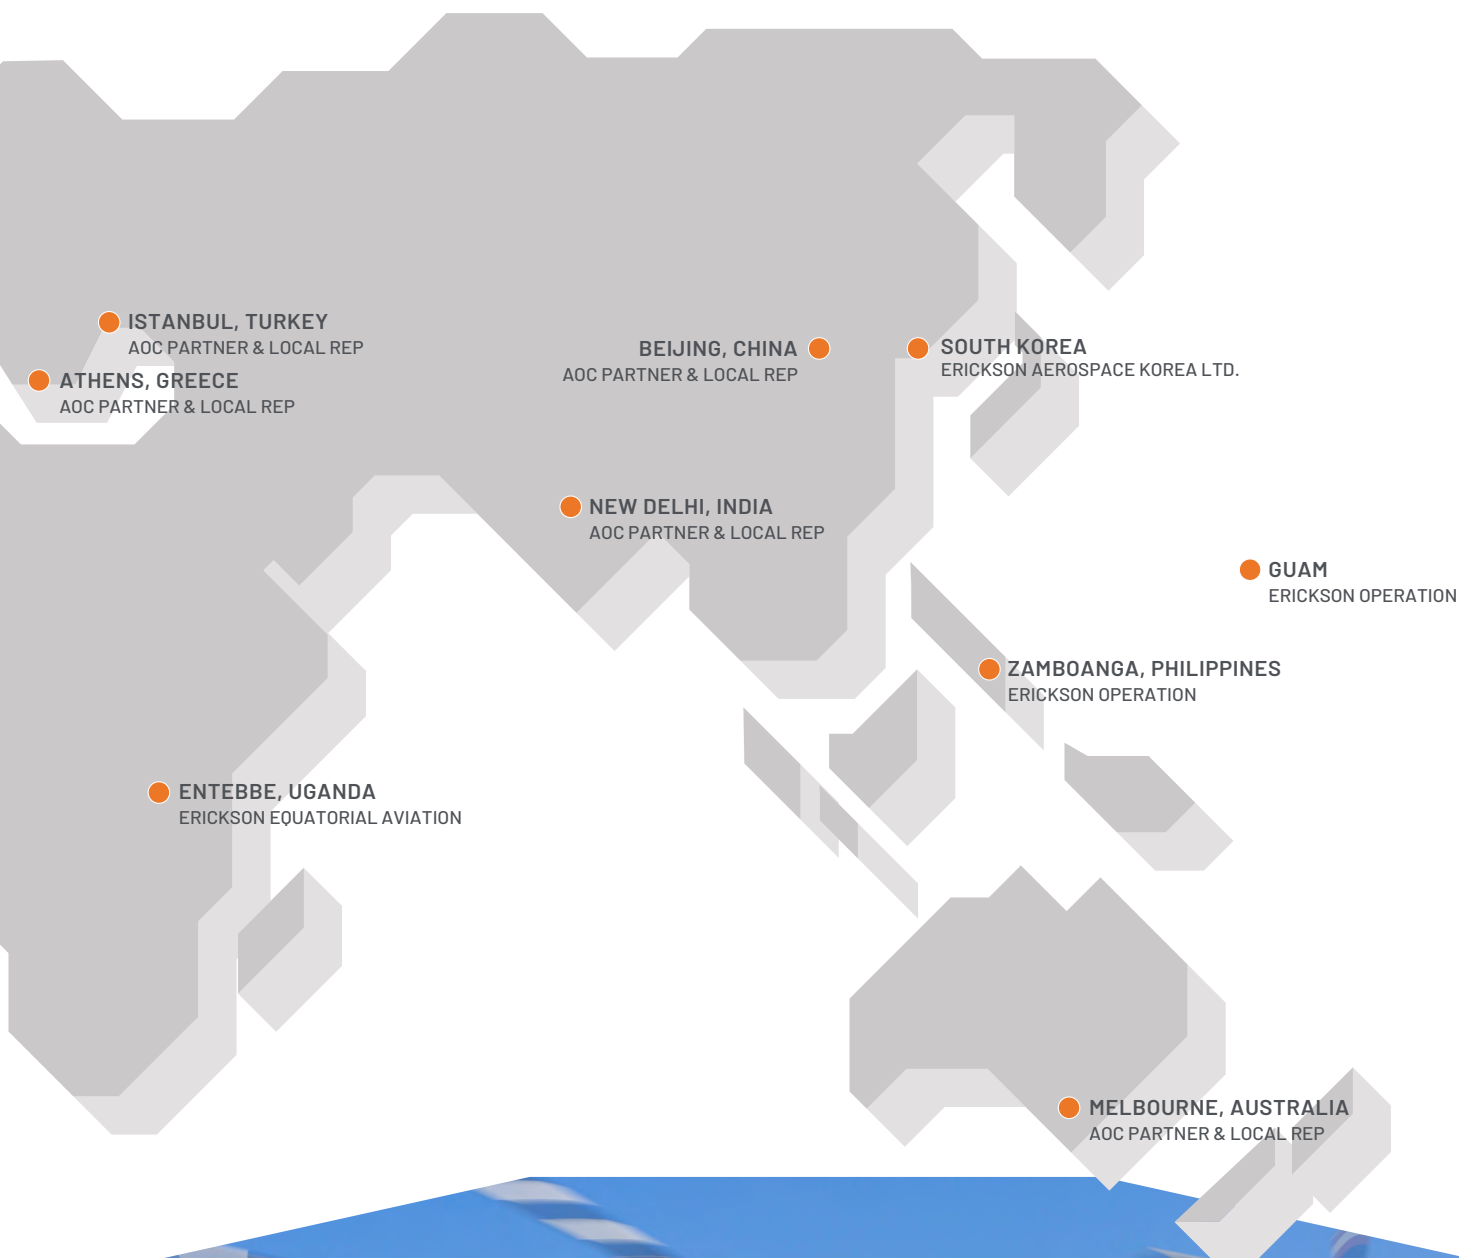 ISTANBUL, TURKEY
AOC PARTNER & LOCAL REP
ATHENS, GREECE
AOC PARTNER & LOCAL REP
BEIJING, CHINA
AOC PARTNER & LOCAL REP
SOUTH KOREA
ERICKSON AEROSPACE KOREA LTD.
NEW DELHI, INDIA
AOC PARTNER & LOCAL REP
GUAM
ERICKSON OPERATION
ZAMBOANGA, PHILIPPINES
ERICKSON OPERATION
ENTEBBE, UGANDA
ERICKSON EQUATORIAL AVIATION
MELBOURNE, AUSTRALIA
AOC PARTNER & LOCAL REP